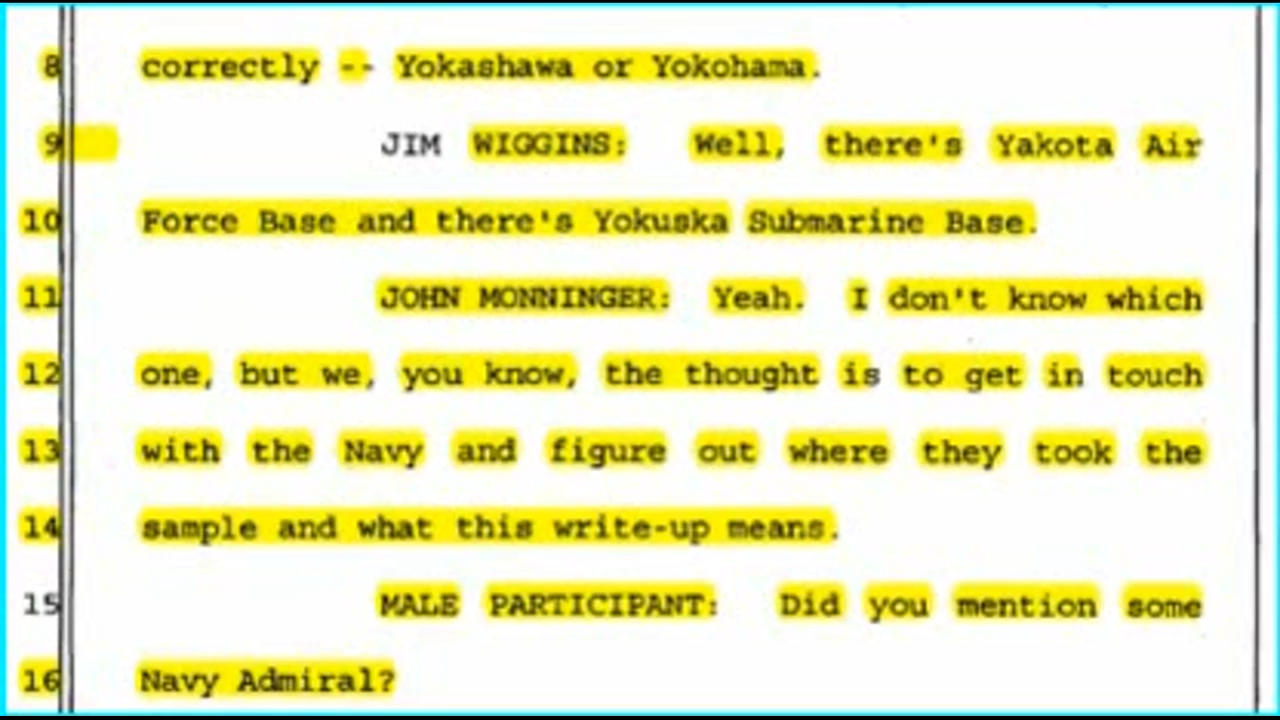 8 correctly -- Yokashawa or Yokohama.
9 JIM WIGGINS: Well, there's Yakota Air
10 Force Base and there's Yokuska Submarine Base.
11 JOHN MONNINGER: Yeah. I don't know which
12 one, but we, you know, the thought is to get in touch
13 with the Navy and figure out where they took the
14 sample and what this write-up means.
15 MALE PARTICIPANT: Did you mention some
16 Navy Admiral?